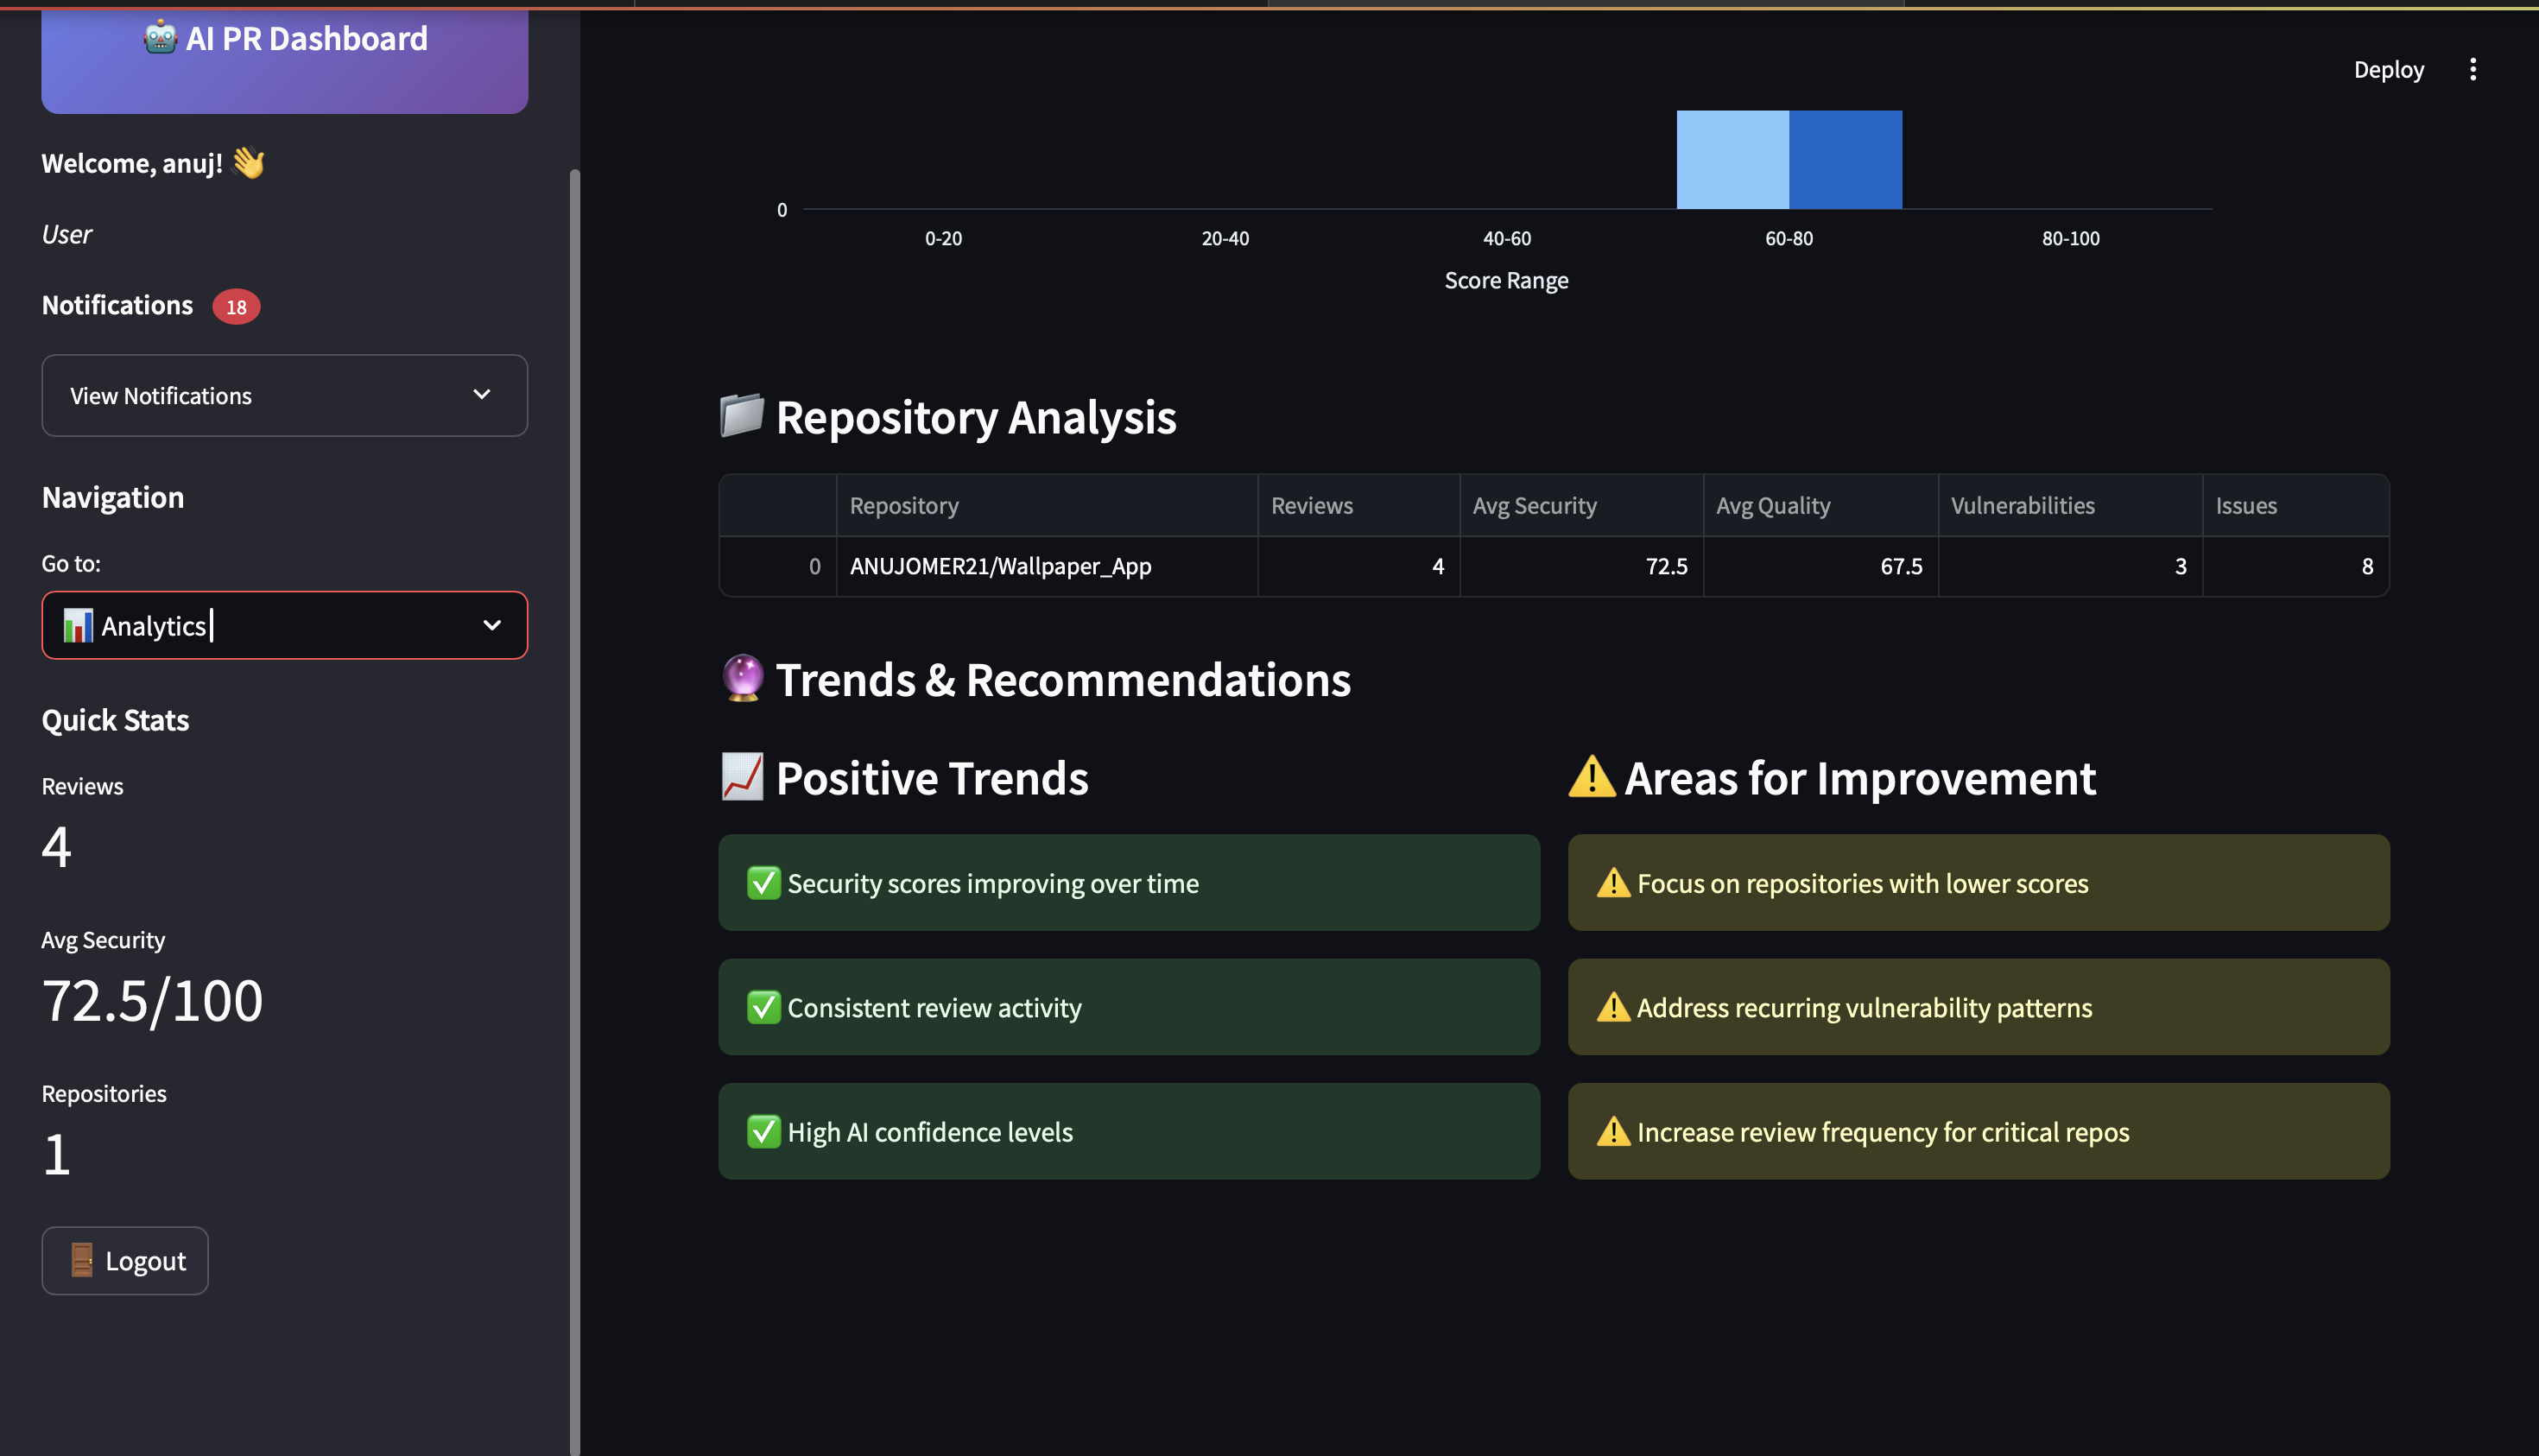 🤖 AI PR Dashboard
Welcome, anuj! 👋
User
Notifications 18
View Notifications
Navigation
Go to:
📊 Analytics
Quick Stats
Reviews
4
Avg Security
72.5/100
Repositories
1
🚪 Logout
Deploy
0
0-20 20-40 40-60 60-80 80-100
Score Range
📁 Repository Analysis
Repository Reviews Avg Security Avg Quality Vulnerabilities Issues
0 ANUJOMER21/Wallpaper_App 4 72.5 67.5 3 8
🔮 Trends & Recommendations
📈 Positive Trends
✅ Security scores improving over time
✅ Consistent review activity
✅ High AI confidence levels
⚠️ Areas for Improvement
⚠️ Focus on repositories with lower scores
⚠️ Address recurring vulnerability patterns
⚠️ Increase review frequency for critical repos